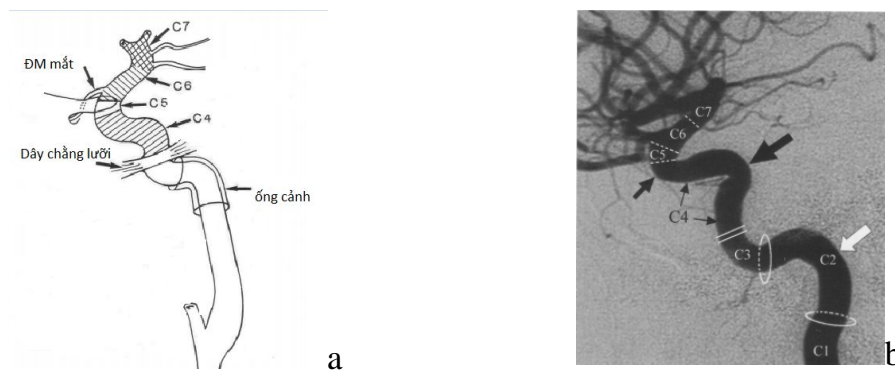 C7
ĐM mắt
C6
C5
C4
Dây chằng lưỡi
ống cảnh
a
C7
C6
C5
C4
C3
C2
C1
b